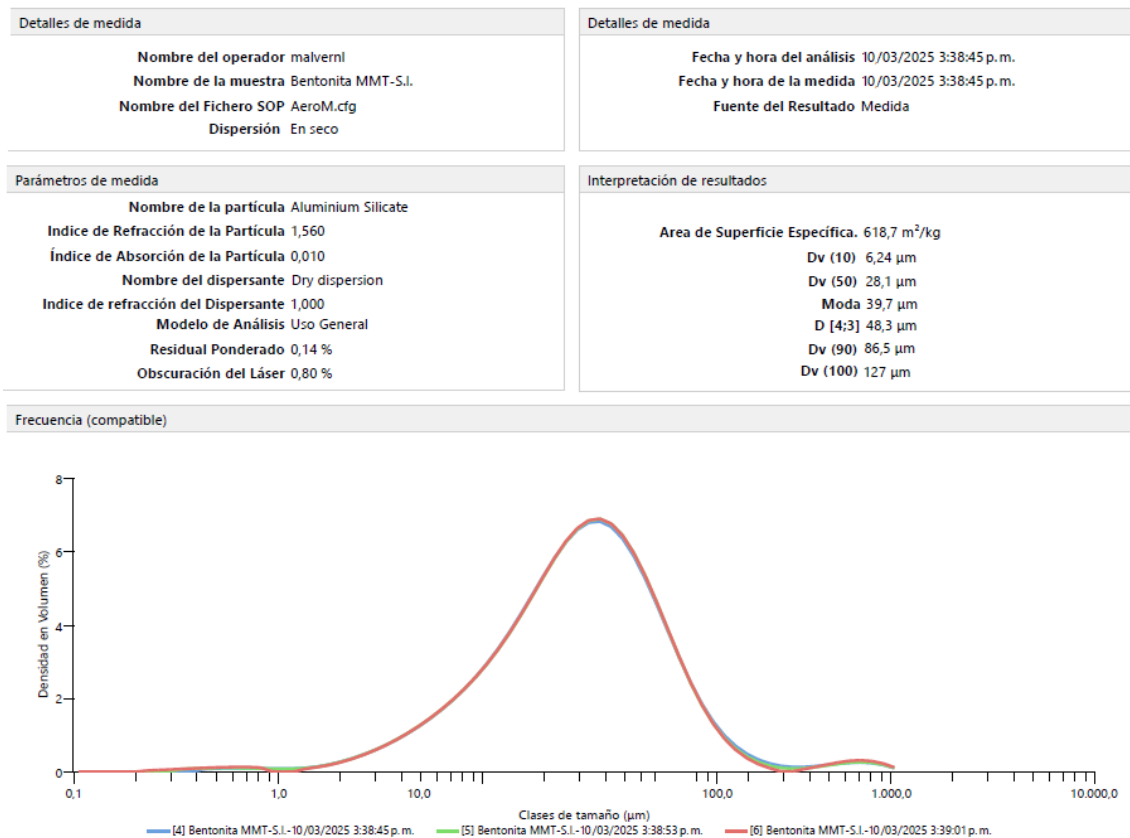 Detalles de medida
Nombre del operador malvernl
Nombre de la muestra Bentonita MMT-S.I.
Nombre del Fichero SOP AeroM.cfg
Dispersión En seco
Detalles de medida
Fecha y hora del análisis 10/03/2025 3:38:45 p. m.
Fecha y hora de la medida 10/03/2025 3:38:45 p. m.
Fuente del Resultado Medida
Parámetros de medida
Nombre de la partícula Aluminium Silicate
Indice de Refracción de la Partícula 1,560
Índice de Absorción de la Partícula 0,010
Nombre del dispersante Dry dispersion
Indice de refracción del Dispersante 1,000
Modelo de Análisis Uso General
Residual Ponderado 0,14 %
Obscuración del Láser 0,80 %
Interpretación de resultados
Area de Superficie Específica. 618,7 m²/kg
Dv (10) 6,24 µm
Dv (50) 28,1 µm
Moda 39,7 µm
D [4;3] 48,3 µm
Dv (90) 86,5 µm
Dv (100) 127 µm
Frecuencia (compatible)
Densidad en Volumen (%)
8
6
4
2
0
0,1 1,0 10,0 100,0 1.000,0 10.000,0
Clases de tamaño (µm)
[4] Bentonita MMT-S.I.-10/03/2025 3:38:45 p. m. [5] Bentonita MMT-S.I.-10/03/2025 3:38:53 p. m. [6] Bentonita MMT-S.I.-10/03/2025 3:39:01 p. m.